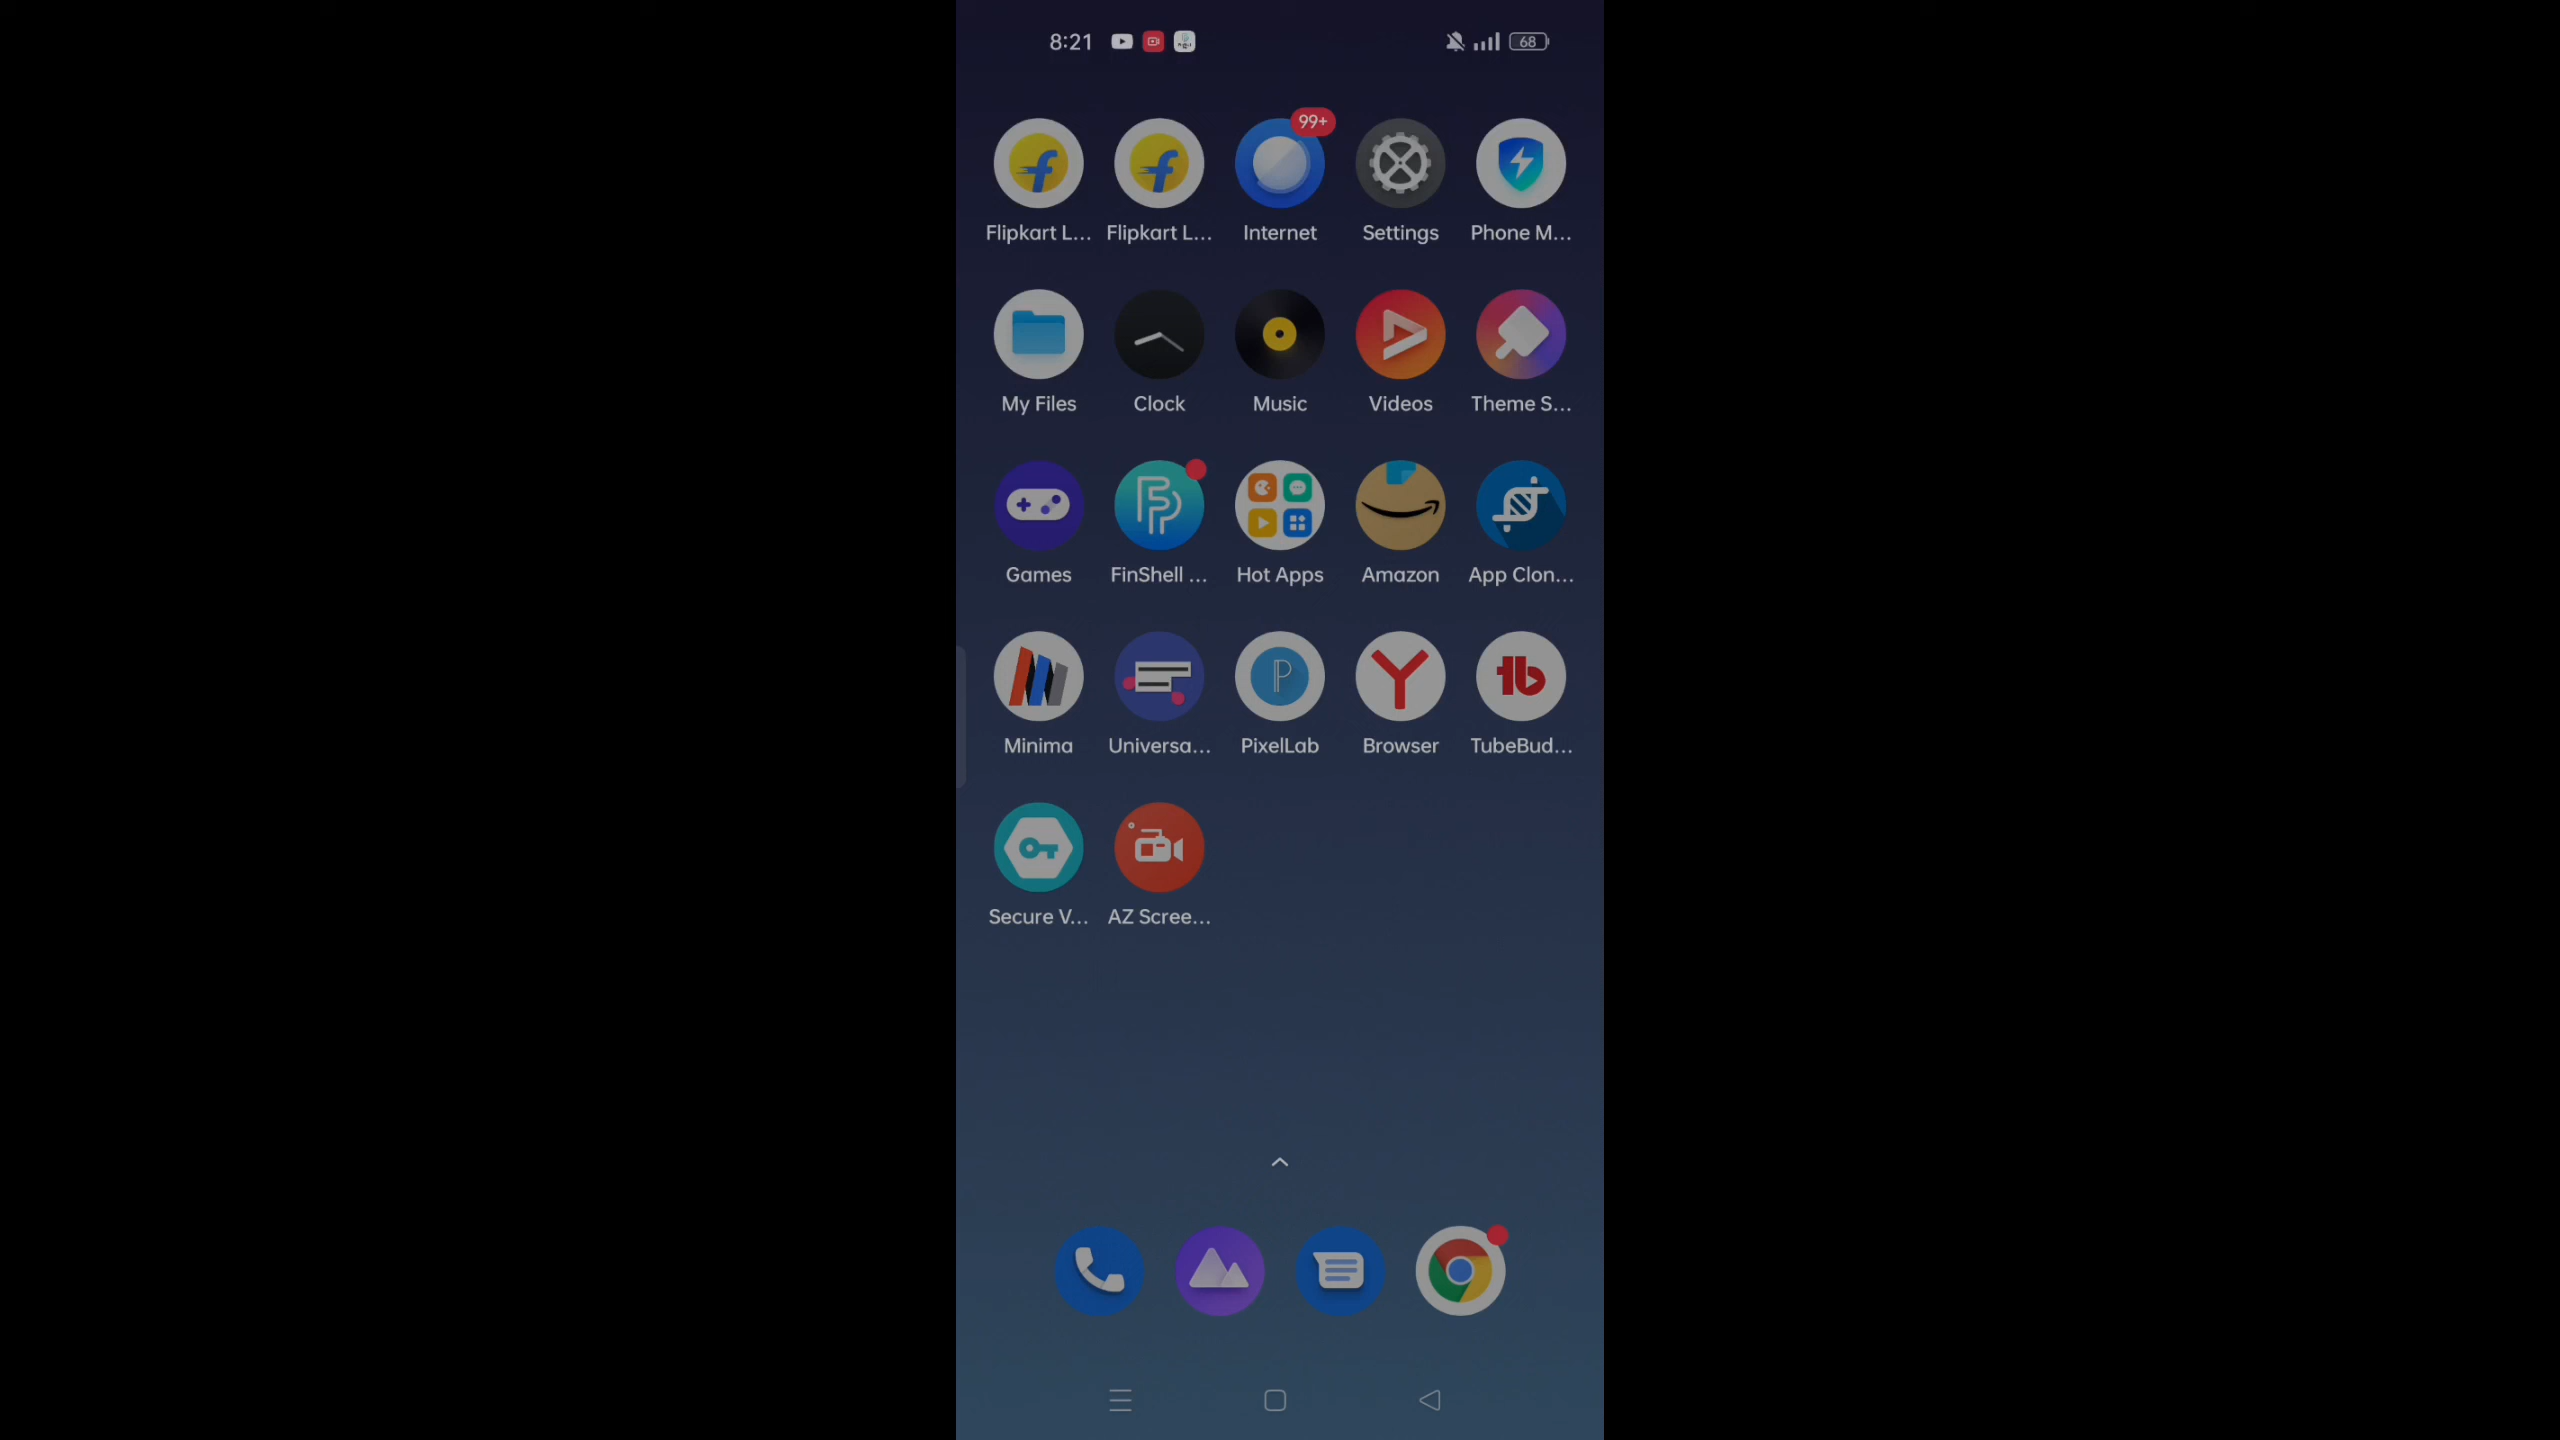 8:21 68
99+
Flipkart L... Flipkart L... Internet Settings Phone M...
My Files Clock Music Videos Theme S...
Games FinShell ... Hot Apps Amazon App Clon...
Minima Universa... PixelLab Browser TubeBud...
Secure V... AZ Scree...